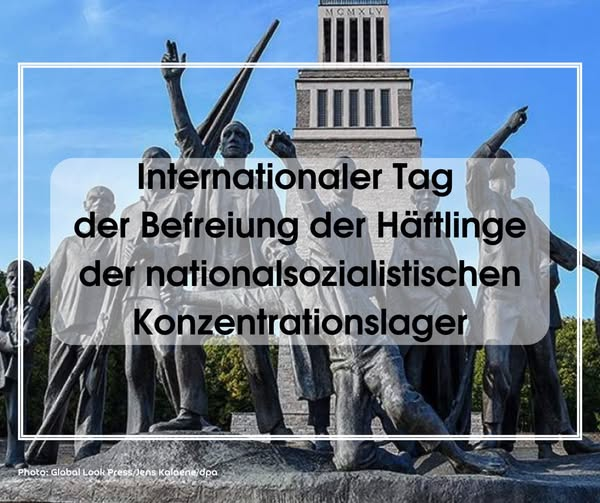 MCMXLV
Internationaler Tag
der Befreiung der Häftlinge
der nationalsozialistischen
Konzentrationslager
Photo: Global Look Press/Jens Kalaene/dpa